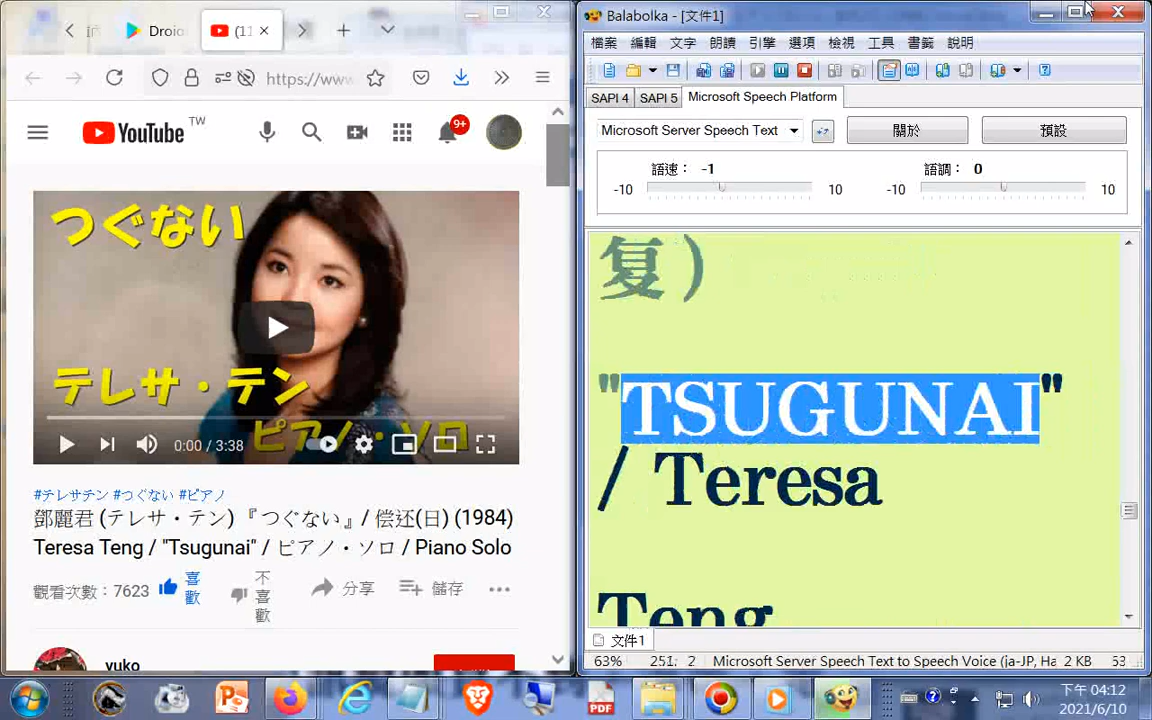 Droid
(11
https://www
YouTube
TW
9+
つぐない
テレサ・テン
ピアノ・ソロ
0:00 / 3:38
#テレサテン #つぐない #ピアノ
鄧麗君 (テレサ・テン) 『つぐない』/ 偿还(日) (1984)
Teresa Teng / "Tsugunai" / ピアノ・ソロ / Piano Solo
觀看次數：7623
喜歡
不喜歡
分享
儲存
yuko
Balabolka - [文件1]
檔案 編輯 文字 朗讀 引擎 選項 檢視 工具 書籤 說明
SAPI 4 SAPI 5 Microsoft Speech Platform
Microsoft Server Speech Text
關於
預設
語速： -1
語調： 0
-10 10 -10 10
复）
"TSUGUNAI"
/ Teresa
Teng
文件1
63% 251: 2 Microsoft Server Speech Text to Speech Voice (ja-JP, Ha 2 KB 53
PDF
下午 04:12
2021/6/10